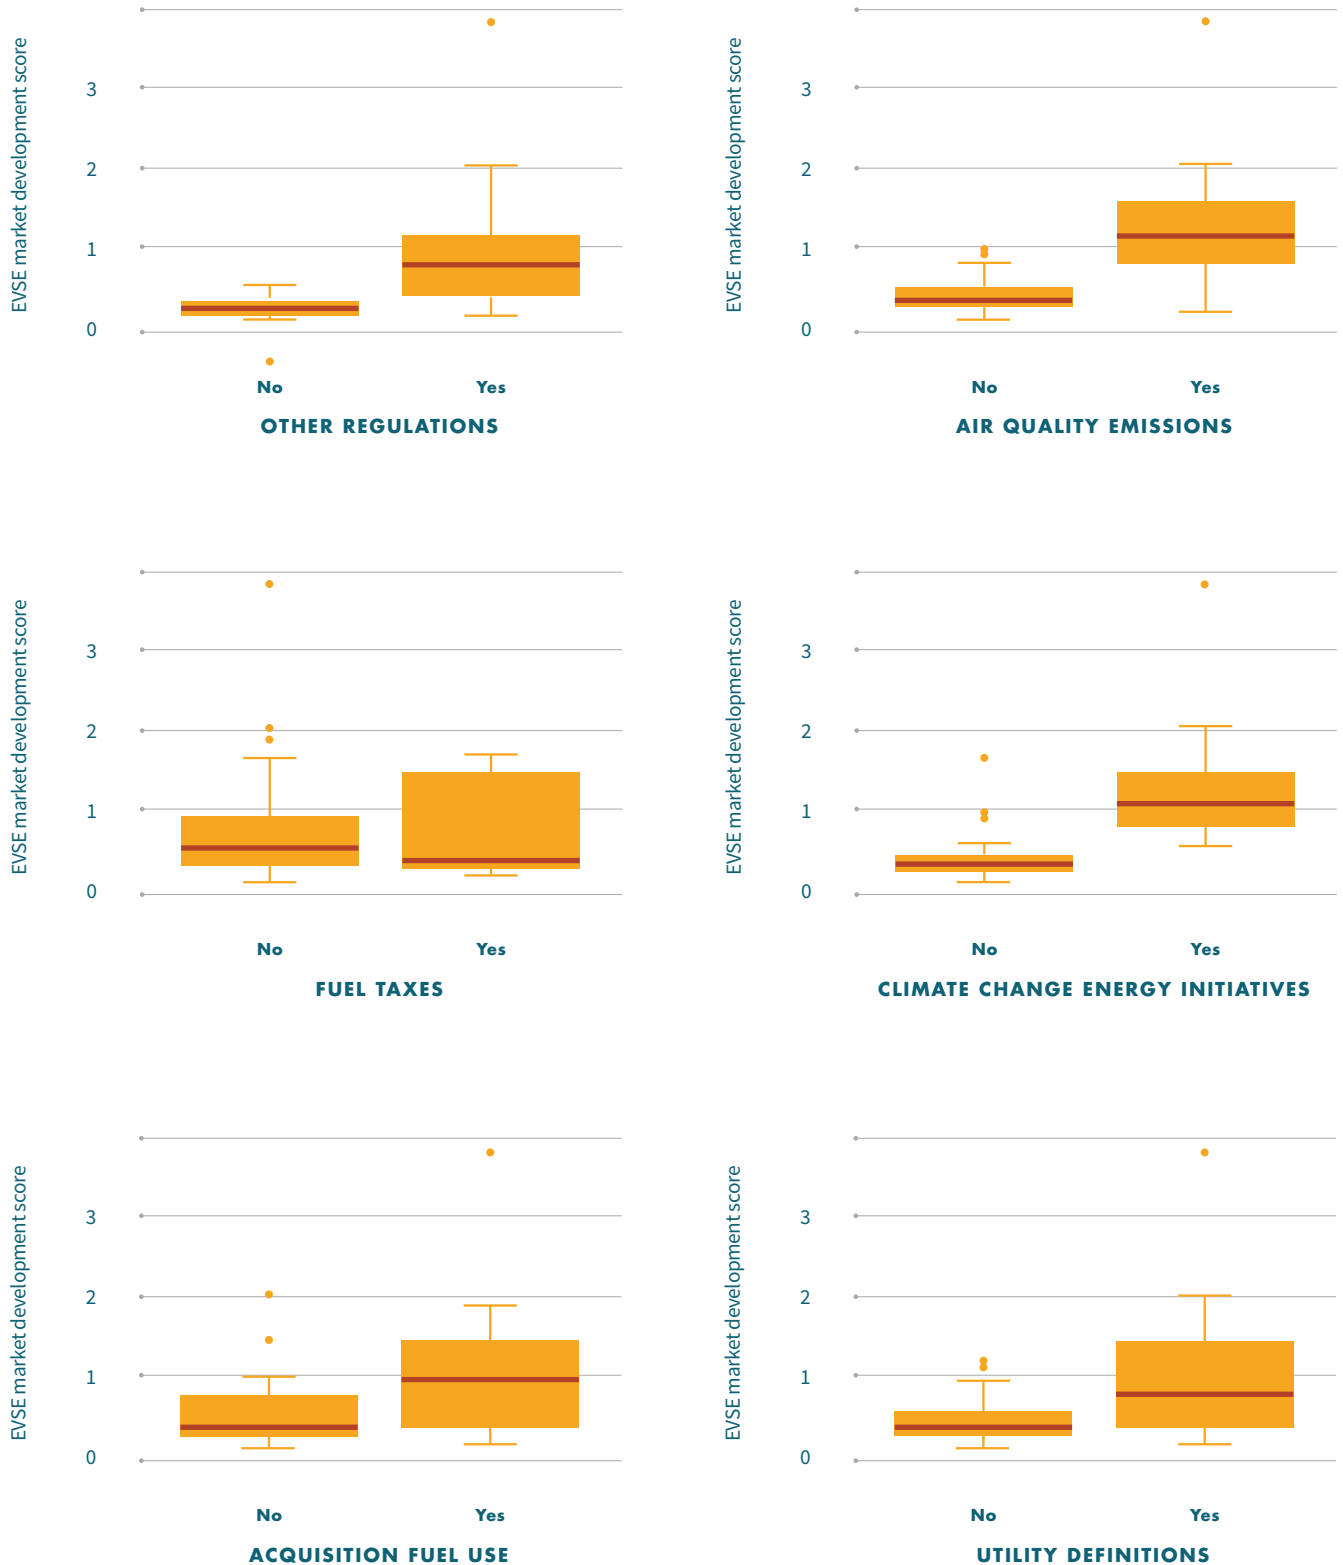 EVSE market development score
3
2
1
0
No Yes
OTHER REGULATIONS
EVSE market development score
3
2
1
0
No Yes
AIR QUALITY EMISSIONS
EVSE market development score
3
2
1
0
No Yes
FUEL TAXES
EVSE market development score
3
2
1
0
No Yes
CLIMATE CHANGE ENERGY INITIATIVES
EVSE market development score
3
2
1
0
No Yes
ACQUISITION FUEL USE
EVSE market development score
3
2
1
0
No Yes
UTILITY DEFINITIONS